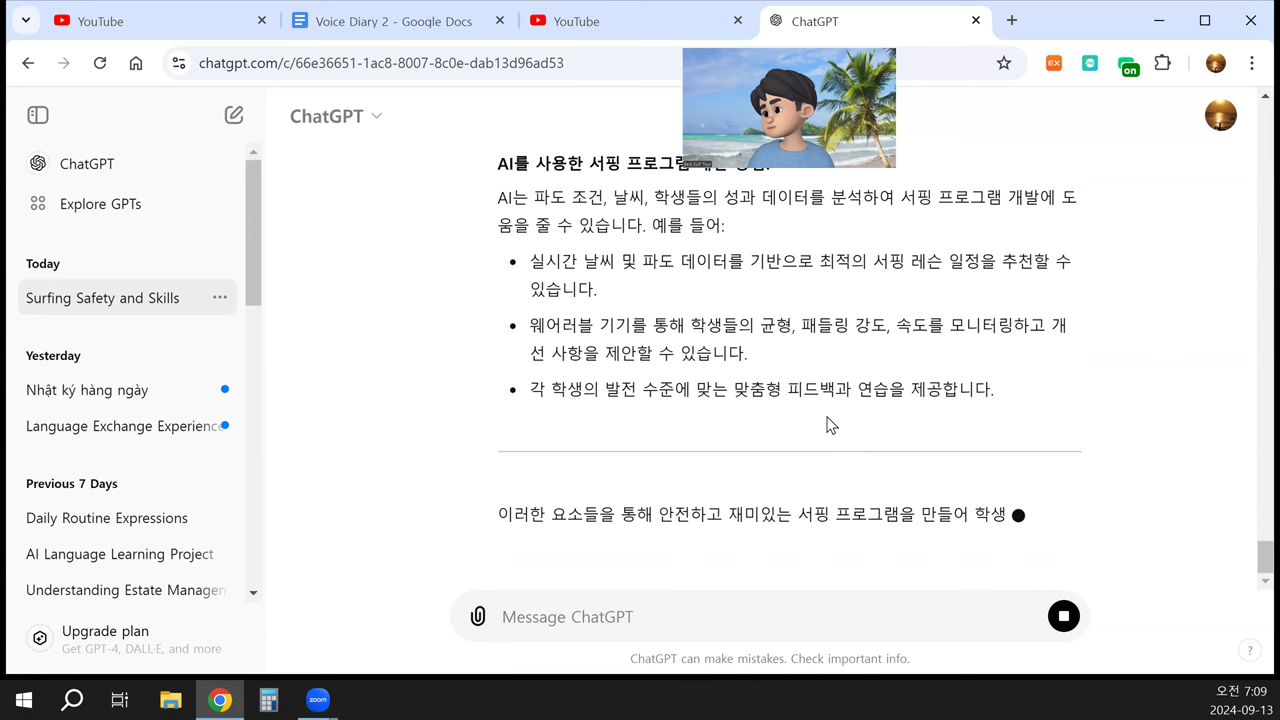 YouTube
Voice Diary 2 - Google Docs
YouTube
ChatGPT
chatgpt.com/c/66e36651-1ac8-8007-8c0e-dab13d96ad53
EX
on
ChatGPT
ChatGPT
Explore GPTs
Today
Surfing Safety and Skills
Yesterday
Nhật ký hàng ngày
Language Exchange Experienc
Previous 7 Days
Daily Routine Expressions
AI Language Learning Project
Understanding Estate Manager
Upgrade plan
Get GPT-4, DALL·E, and more
AI를 사용한 서핑 프로그램
AI는 파도 조건, 날씨, 학생들의 성과 데이터를 분석하여 서핑 프로그램 개발에 도
움을 줄 수 있습니다. 예를 들어:
실시간 날씨 및 파도 데이터를 기반으로 최적의 서핑 레슨 일정을 추천할 수
있습니다.
웨어러블 기기를 통해 학생들의 균형, 패들링 강도, 속도를 모니터링하고 개
선 사항을 제안할 수 있습니다.
각 학생의 발전 수준에 맞는 맞춤형 피드백과 연습을 제공합니다.
이러한 요소들을 통해 안전하고 재미있는 서핑 프로그램을 만들어 학생
Message ChatGPT
ChatGPT can make mistakes. Check important info.
?
zoom
오전 7:09
2024-09-13